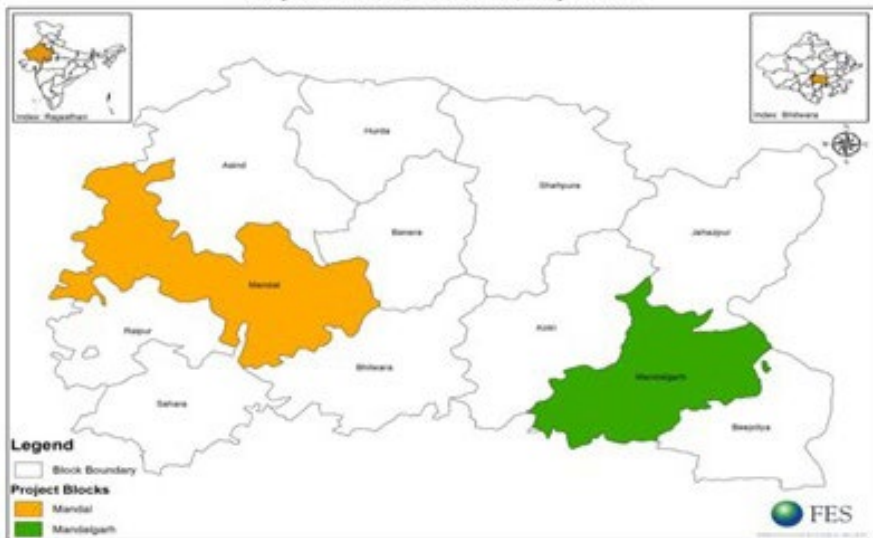 Index: Rajasthan
Index: Bhilwara
Hurda
Asind
Shahpura
Banera
Jahazpur
Mandal
Kotri
Raipur
Bhilwara
Mandalgarh
Sahara
Beejoliya
Legend
Block Boundary
Project Blocks
Mandal
Mandalgarh
FES